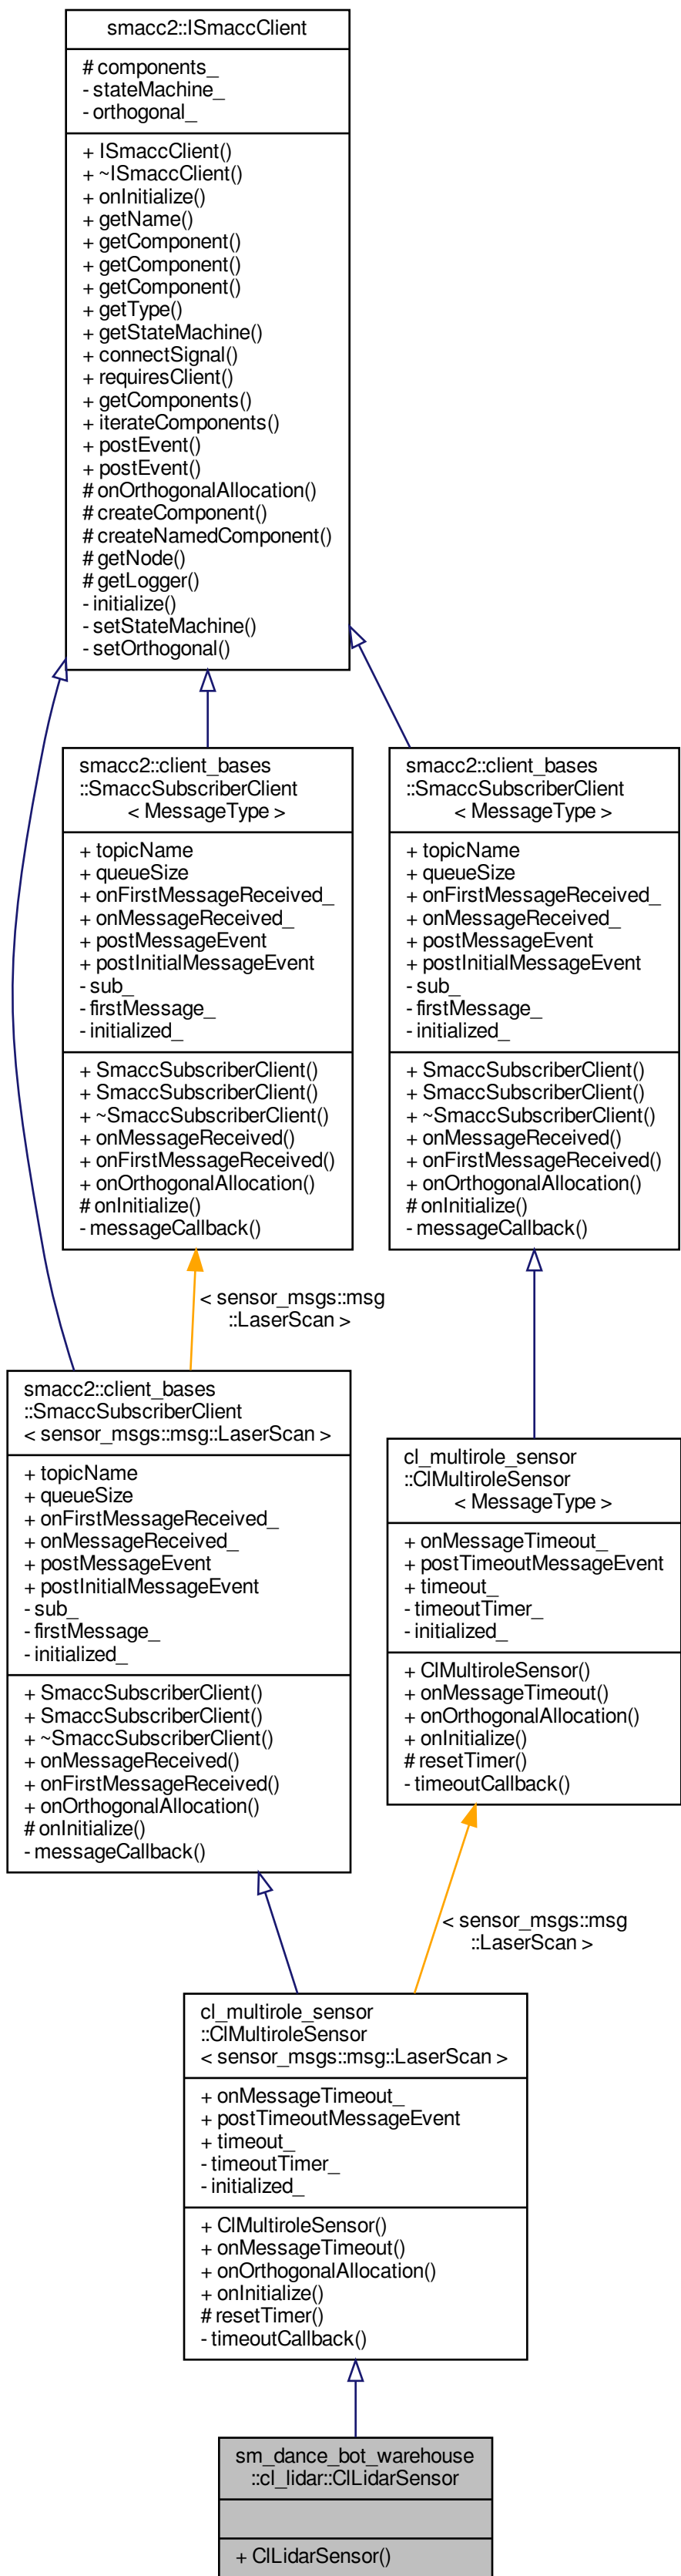 smacc2::ISmaccClient
# components_
- stateMachine_
- orthogonal_
+ ISmaccClient()
+ ~ISmaccClient()
+ onInitialize()
+ getName()
+ getComponent()
+ getComponent()
+ getComponent()
+ getType()
+ getStateMachine()
+ connectSignal()
+ requiresClient()
+ getComponents()
+ iterateComponents()
+ postEvent()
+ postEvent()
# onOrthogonalAllocation()
# createComponent()
# createNamedComponent()
# getNode()
# getLogger()
- initialize()
- setStateMachine()
- setOrthogonal()
smacc2::client_bases
::SmaccSubscriberClient
< MessageType >
+ topicName
+ queueSize
+ onFirstMessageReceived_
+ onMessageReceived_
+ postMessageEvent
+ postInitialMessageEvent
- sub_
- firstMessage_
- initialized_
+ SmaccSubscriberClient()
+ SmaccSubscriberClient()
+ ~SmaccSubscriberClient()
+ onMessageReceived()
+ onFirstMessageReceived()
+ onOrthogonalAllocation()
# onInitialize()
- messageCallback()
smacc2::client_bases
::SmaccSubscriberClient
< MessageType >
+ topicName
+ queueSize
+ onFirstMessageReceived_
+ onMessageReceived_
+ postMessageEvent
+ postInitialMessageEvent
- sub_
- firstMessage_
- initialized_
+ SmaccSubscriberClient()
+ SmaccSubscriberClient()
+ ~SmaccSubscriberClient()
+ onMessageReceived()
+ onFirstMessageReceived()
+ onOrthogonalAllocation()
# onInitialize()
- messageCallback()
< sensor_msgs::msg
::LaserScan >
smacc2::client_bases
::SmaccSubscriberClient
< sensor_msgs::msg::LaserScan >
+ topicName
+ queueSize
+ onFirstMessageReceived_
+ onMessageReceived_
+ postMessageEvent
+ postInitialMessageEvent
- sub_
- firstMessage_
- initialized_
+ SmaccSubscriberClient()
+ SmaccSubscriberClient()
+ ~SmaccSubscriberClient()
+ onMessageReceived()
+ onFirstMessageReceived()
+ onOrthogonalAllocation()
# onInitialize()
- messageCallback()
cl_multirole_sensor
::ClMultiroleSensor
< MessageType >
+ onMessageTimeout_
+ postTimeoutMessageEvent
+ timeout_
- timeoutTimer_
- initialized_
+ ClMultiroleSensor()
+ onMessageTimeout()
+ onOrthogonalAllocation()
+ onInitialize()
# resetTimer()
- timeoutCallback()
< sensor_msgs::msg
::LaserScan >
cl_multirole_sensor
::ClMultiroleSensor
< sensor_msgs::msg::LaserScan >
+ onMessageTimeout_
+ postTimeoutMessageEvent
+ timeout_
- timeoutTimer_
- initialized_
+ ClMultiroleSensor()
+ onMessageTimeout()
+ onOrthogonalAllocation()
+ onInitialize()
# resetTimer()
- timeoutCallback()
sm_dance_bot_warehouse
::cl_lidar::ClLidarSensor
+ ClLidarSensor()